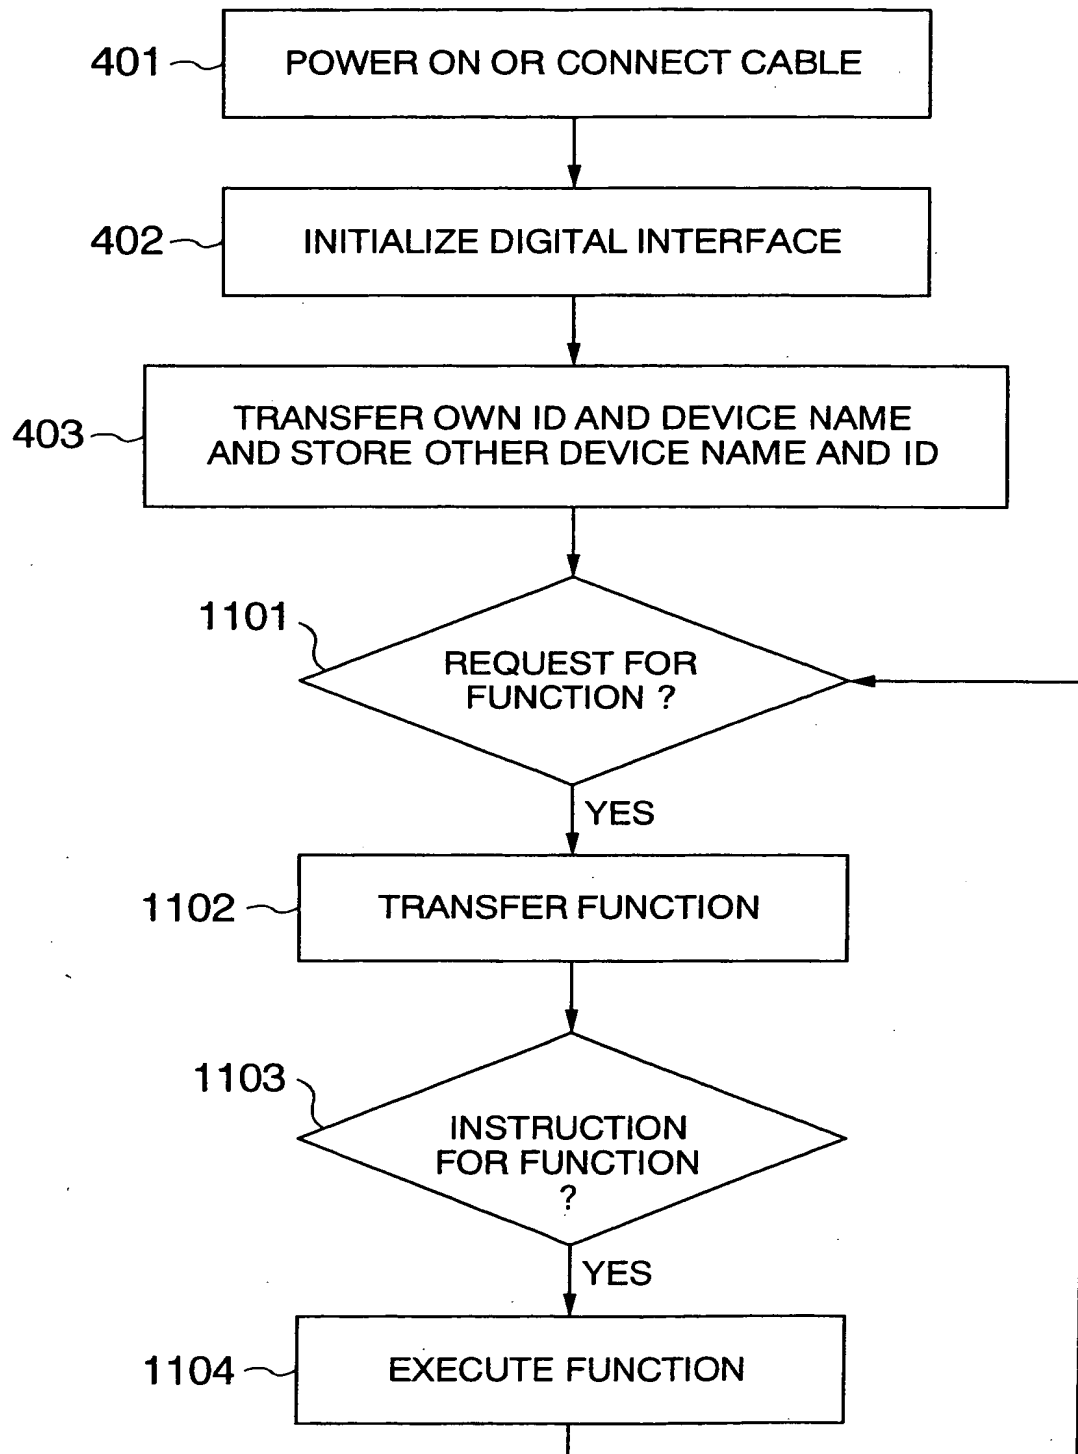 401
POWER ON OR CONNECT CABLE
402
INITIALIZE DIGITAL INTERFACE
403
TRANSFER OWN ID AND DEVICE NAME
AND STORE OTHER DEVICE NAME AND ID
1101
REQUEST FOR
FUNCTION ?
YES
1102
TRANSFER FUNCTION
1103
INSTRUCTION
FOR FUNCTION
?
YES
1104
EXECUTE FUNCTION